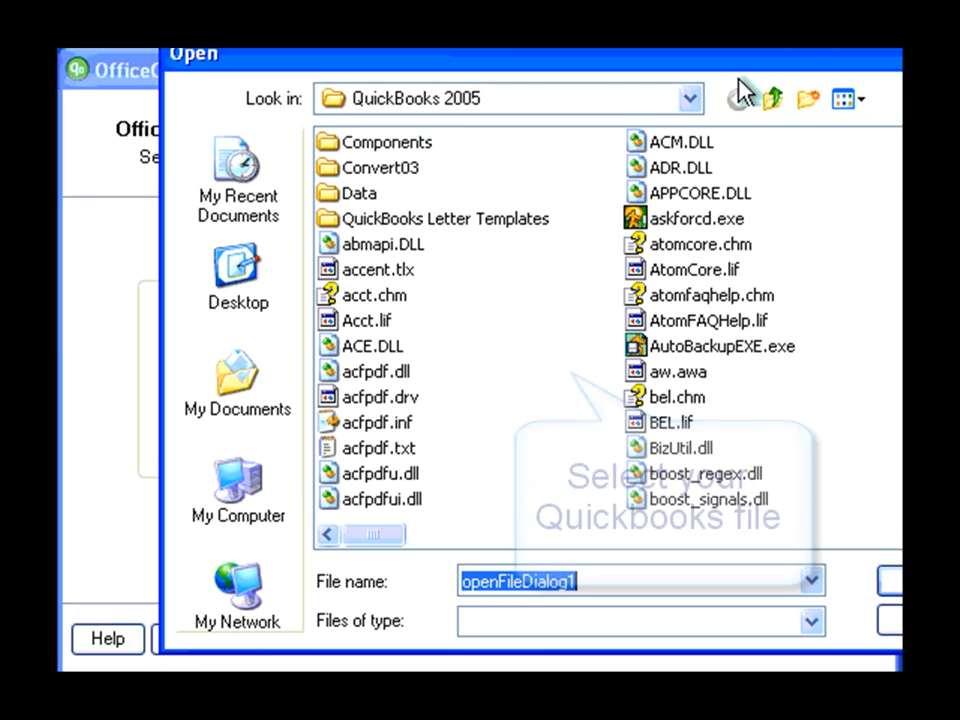 Open
OfficeC
Offic
Se
Look in:
QuickBooks 2005
My Recent
Documents
Desktop
My Documents
My Computer
My Network
Components
Convert03
Data
QuickBooks Letter Templates
abmapi.DLL
accent.tlx
acct.chm
Acct.lif
ACE.DLL
acfpdf.dll
acfpdf.drv
acfpdf.inf
acfpdf.txt
acfpdfu.dll
acfpdfui.dll
ACM.DLL
ADR.DLL
APPCORE.DLL
askforcd.exe
atomcore.chm
AtomCore.lif
atomfaqhelp.chm
AtomFAQHelp.lif
AutoBackupEXE.exe
aw.awa
bel.chm
BEL.lif
BizUtil.dll
boost_regex.dll
boost_signals.dll
Select your
Quickbooks file
File name:
openFileDialog1
Files of type:
Help